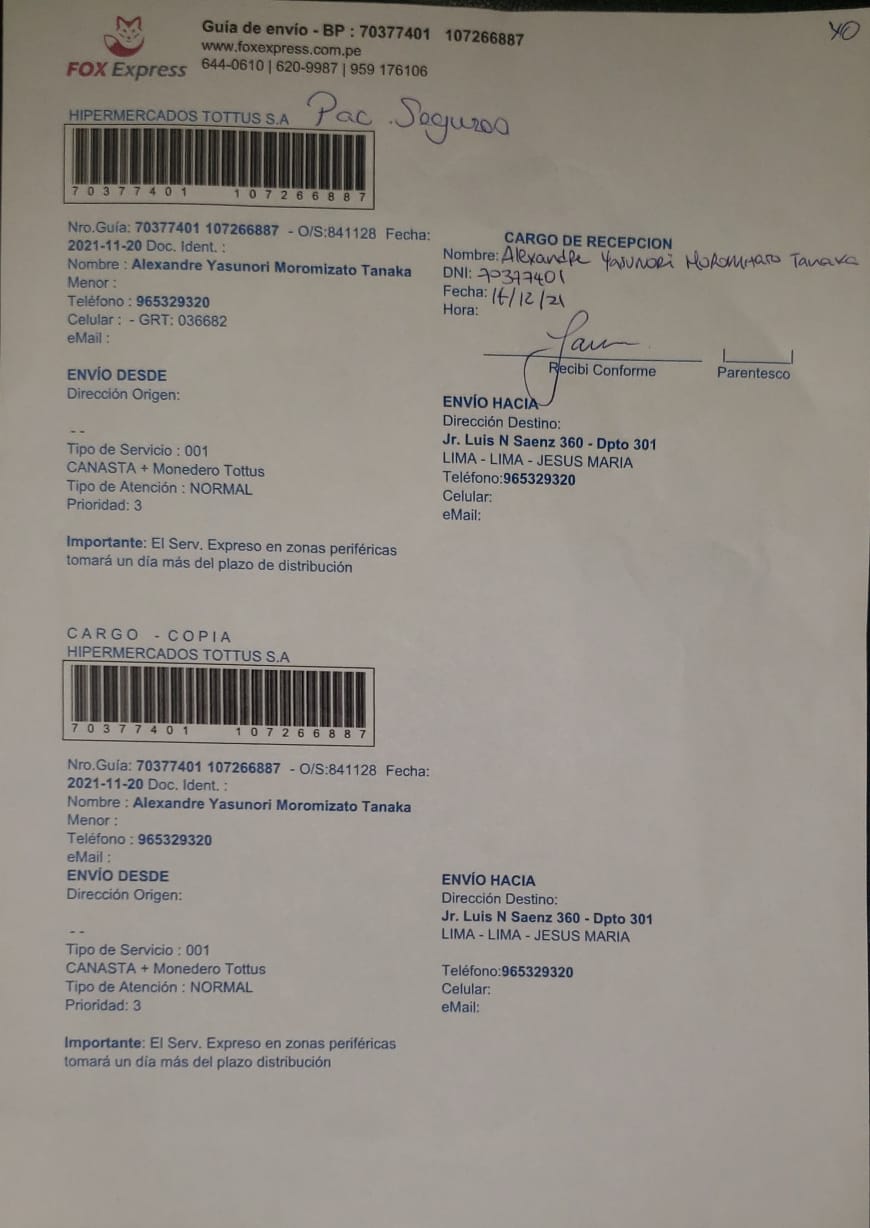 FOX Express
Guía de envío - BP : 70377401 107266887
www.foxexpress.com.pe
644-0610 | 620-9987 | 959 176106
YO
HIPERMERCADOS TOTTUS S.A
Pac . Seguros
70377401 107266887
Nro.Guía: 70377401 107266887 - O/S:841128 Fecha:
2021-11-20 Doc. Ident. :
Nombre : Alexandre Yasunori Moromizato Tanaka
Menor :
Teléfono : 965329320
Celular : - GRT: 036682
eMail :
CARGO DE RECEPCION
Nombre: Alexandre Yasunori Moromizato Tanaka
DNI: 70377401
Fecha: /12/21
Hora:
Recibi Conforme
Parentesco
ENVÍO DESDE
Dirección Origen:
- -
Tipo de Servicio : 001
CANASTA + Monedero Tottus
Tipo de Atención : NORMAL
Prioridad: 3
ENVÍO HACIA
Dirección Destino:
Jr. Luis N Saenz 360 - Dpto 301
LIMA - LIMA - JESUS MARIA
Teléfono:965329320
Celular:
eMail:
Importante: El Serv. Expreso en zonas periféricas
tomará un día más del plazo de distribución
CARGO - COPIA
HIPERMERCADOS TOTTUS S.A
70377401 107266887
Nro.Guía: 70377401 107266887 - O/S:841128 Fecha:
2021-11-20 Doc. Ident. :
Nombre : Alexandre Yasunori Moromizato Tanaka
Menor :
Teléfono : 965329320
eMail :
ENVÍO DESDE
Dirección Origen:
- -
Tipo de Servicio : 001
CANASTA + Monedero Tottus
Tipo de Atención : NORMAL
Prioridad: 3
ENVÍO HACIA
Dirección Destino:
Jr. Luis N Saenz 360 - Dpto 301
LIMA - LIMA - JESUS MARIA
Teléfono:965329320
Celular:
eMail:
Importante: El Serv. Expreso en zonas periféricas
tomará un día más del plazo distribución